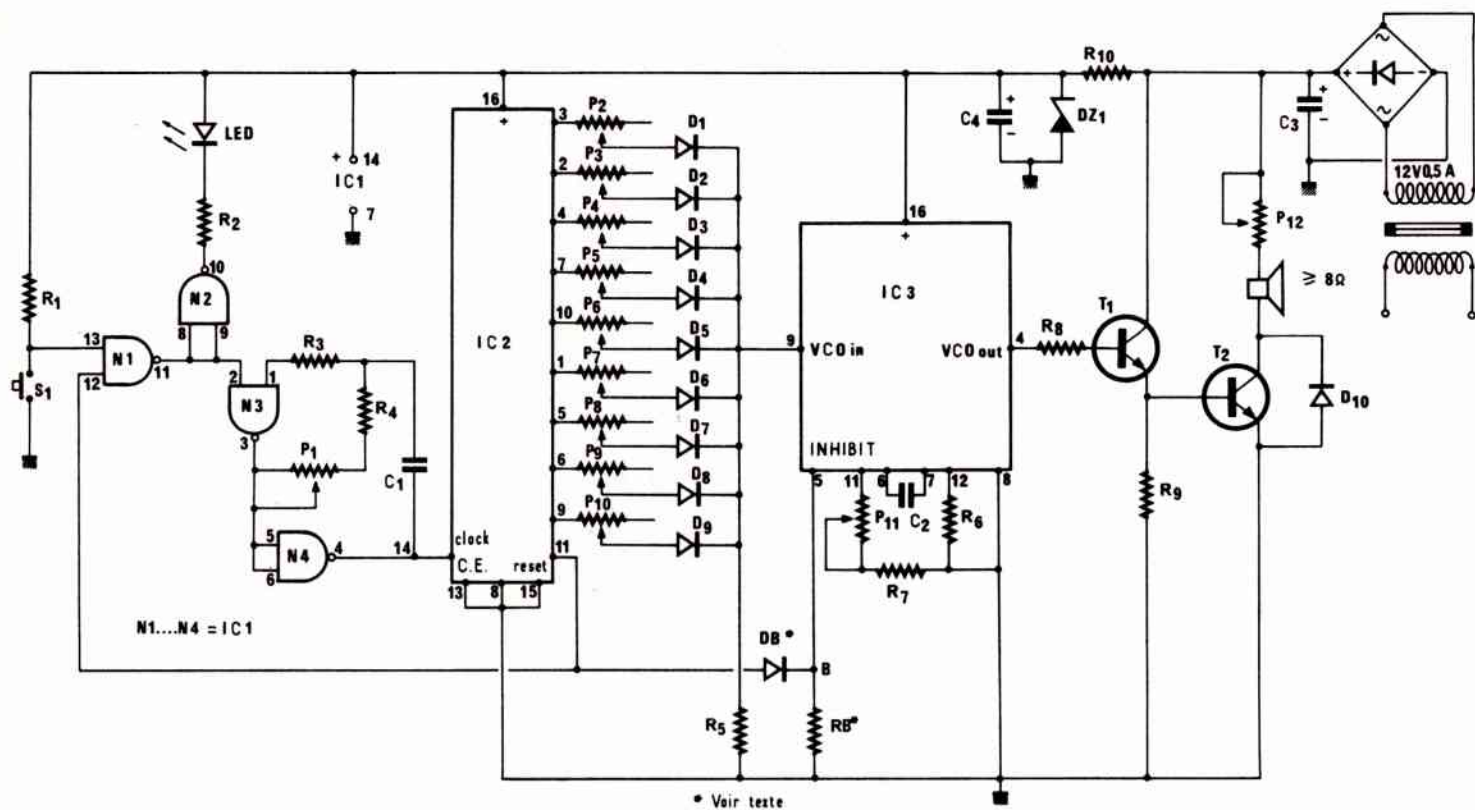 R10
16
16
3
P2
D1
2
P3
D2
4
P4
D3
7
P5
D4
10
P6
D5
1
P7
D6
5
P8
D7
6
P9
D8
9
P10
D9
11
LED
R2
10
N2
8
9
+
14
IC1
7
R1
13
N1
11
12
S1
R3
2
1
N3
3
R4
P1
C1
5
N4
4
6
14
clock
C.E.
reset
13
8
15
IC2
+
N1....N4 = IC1
C4
+
−
DZ1
C3
+
−
~
+
−
~
12V0,5 A
P12
⩾ 8Ω
+
IC3
9
VCO in
VCO out
4
R8
T1
T2
D10
R9
INHIBIT
5
11
6
7
12
8
P11
C2
R6
R7
DB*
B
R5
RB*
* Voir texte